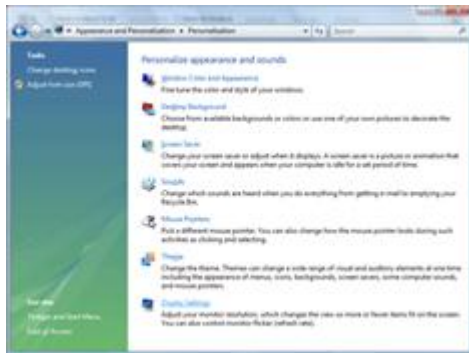 Appearance and Personalization ▸ Personalization
Search
Tasks
Change desktop icons
Adjust font size (DPI)
Personalize appearance and sounds
Window Color and Appearance
Fine tune the color and style of your windows.
Desktop Background
Choose from available backgrounds or colors or use one of your own pictures to decorate the
desktop.
Screen Saver
Change your screen saver or adjust when it displays. A screen saver is a picture or animation that
covers your screen and appears when your computer is idle for a set period of time.
Sounds
Change which sounds are heard when you do everything from getting e-mail to emptying your
Recycle Bin.
Mouse Pointers
Pick a different mouse pointer. You can also change how the mouse pointer looks during such
activities as clicking and selecting.
Theme
Change the theme. Themes can change a wide range of visual and auditory elements at one time
including the appearance of menus, icons, backgrounds, screen savers, some computer sounds,
and mouse pointers.
Display Settings
Adjust your monitor resolution, which changes the view so more or fewer items fit on the screen.
You can also control monitor flicker (refresh rate).
See also
Taskbar and Start Menu
Ease of Access